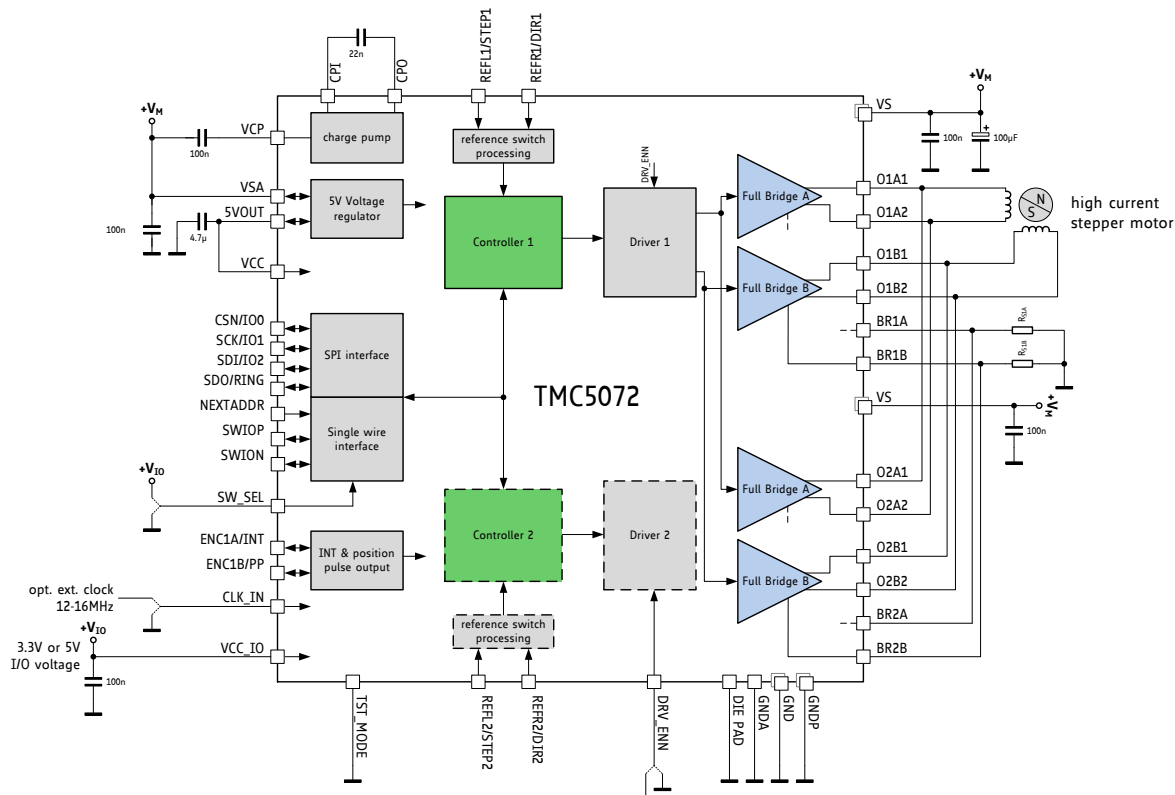 22n
CPI
CPO
REFL1/STEP1
REFR1/DIR1
+VM
VCP
100n
charge pump
reference switch
processing
DRV_ENN
VS
+VM
100n
+
100µF
VSA
5VOUT
100n
4.7µ
VCC
5V Voltage
regulator
Controller 1
Driver 1
Full Bridge A
O1A1
O1A2
N
S
high current
stepper motor
Full Bridge B
O1B1
O1B2
BR1A
RS1A
BR1B
RS1B
CSN/IO0
SCK/IO1
SDI/IO2
SDO/RING
SPI interface
TMC5072
VS
+VM
100n
NEXTADDR
SWIOP
SWION
Single wire
interface
+VIO
SW_SEL
Full Bridge A
O2A1
O2A2
ENC1A/INT
ENC1B/PP
INT & position
pulse output
Controller 2
Driver 2
Full Bridge B
O2B1
O2B2
opt. ext. clock
12-16MHz
CLK_IN
reference switch
processing
BR2A
BR2B
+VIO
3.3V or 5V
I/O voltage
VCC_IO
100n
TST_MODE
REFL2/STEP2
REFR2/DIR2
DRV_ENN
DIE PAD
GNDA
GND
GNDP